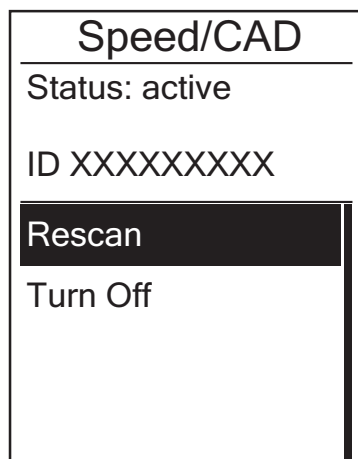 Speed/CAD
Status: active
ID XXXXXXXXX
Rescan
Turn Off